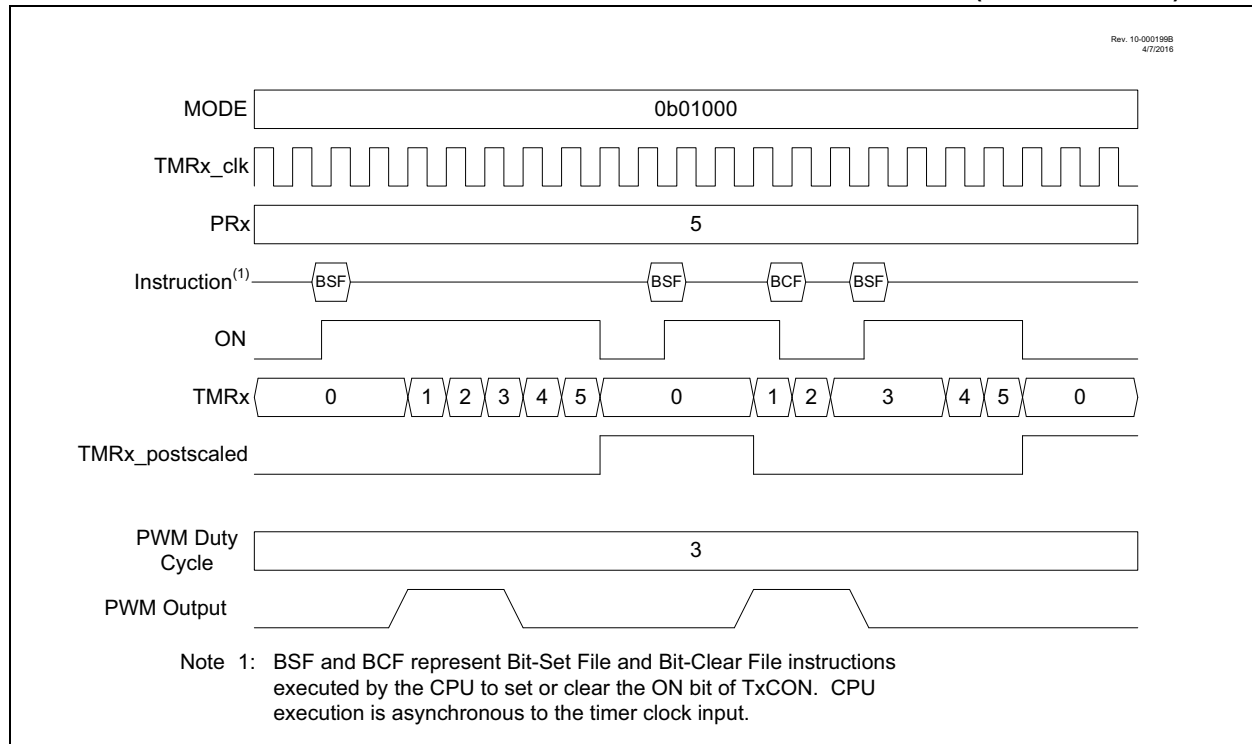 Rev. 10-000199B
4/7/2016
MODE 0b01000
TMRx_clk
PRx 5
Instruction(1) BSF BSF BCF BSF
ON
TMRx 0 1 2 3 4 5 0 1 2 3 4 5 0
TMRx_postscaled
PWM Duty
Cycle 3
PWM Output
Note 1: BSF and BCF represent Bit-Set File and Bit-Clear File instructions
executed by the CPU to set or clear the ON bit of TxCON. CPU
execution is asynchronous to the timer clock input.